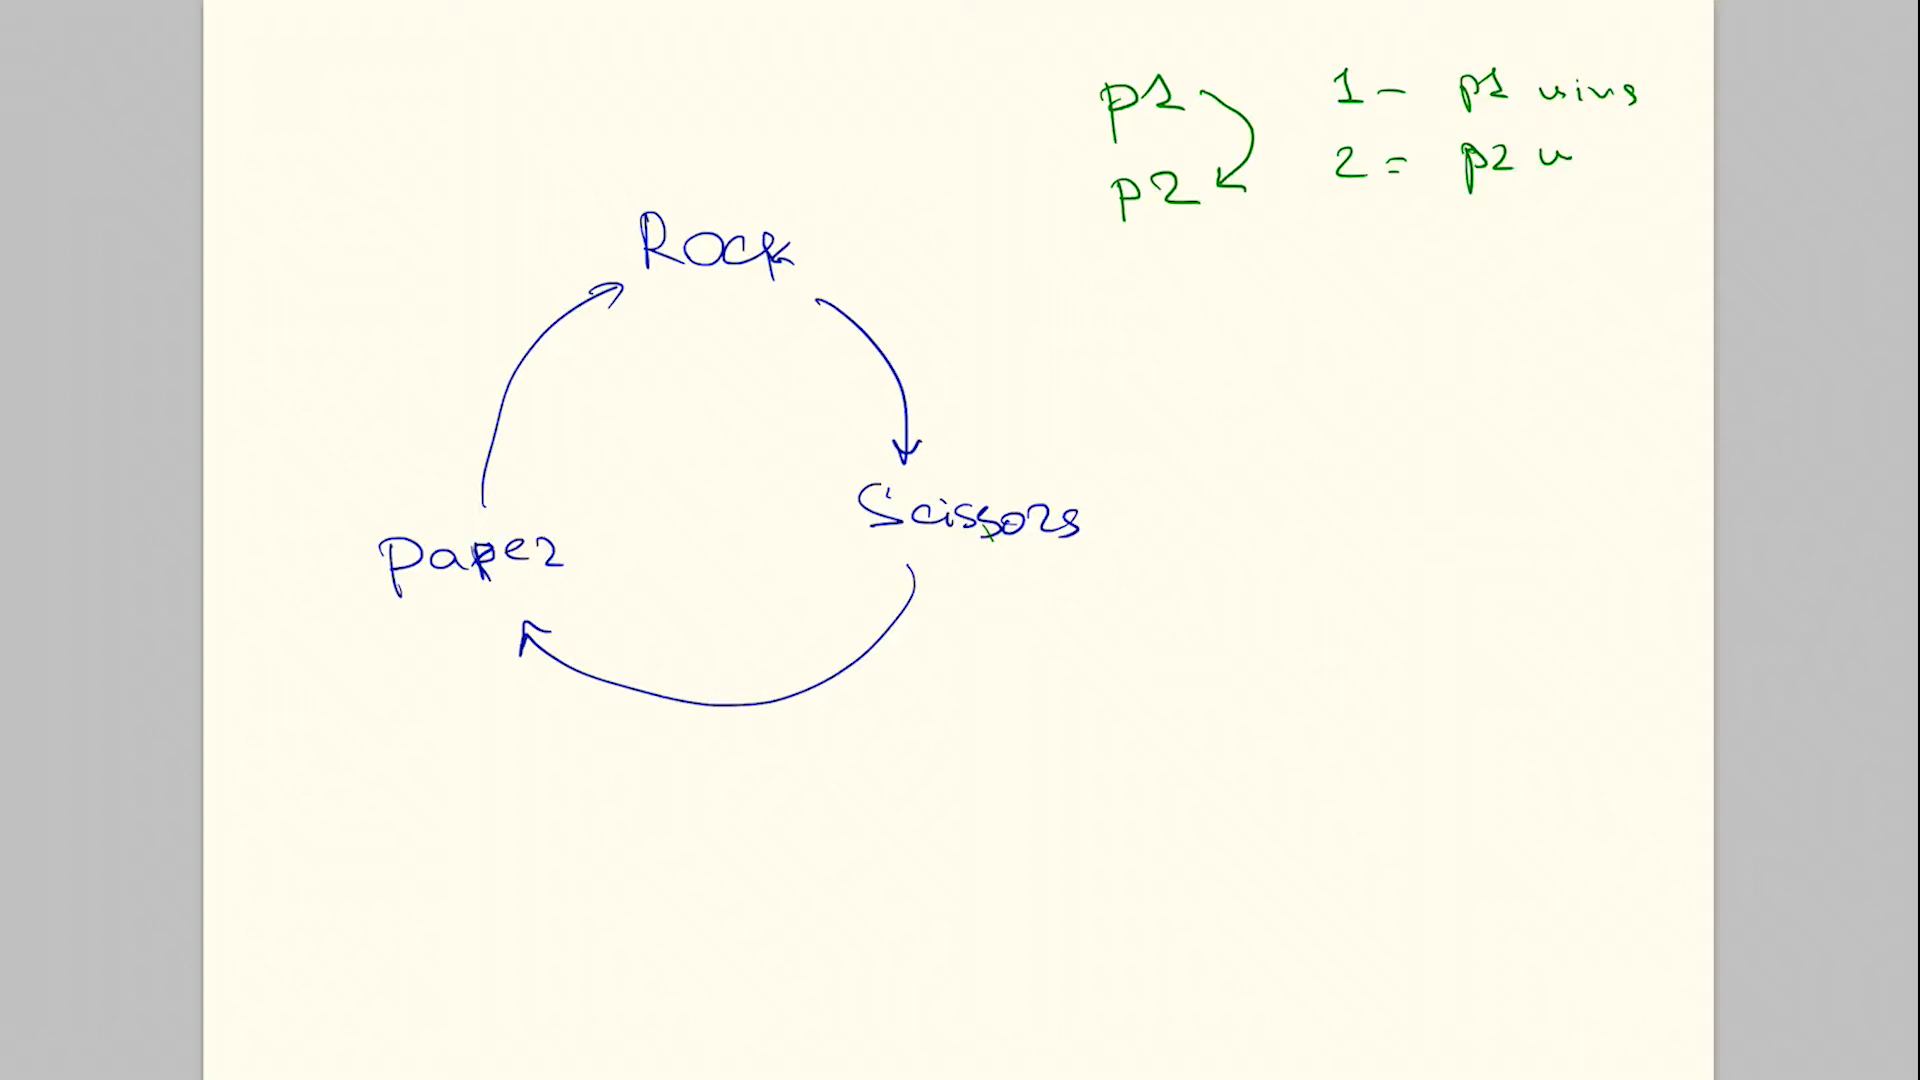 p1 1 - p1 wins
p2 2 = p2 w
Rock
Scissors
paper